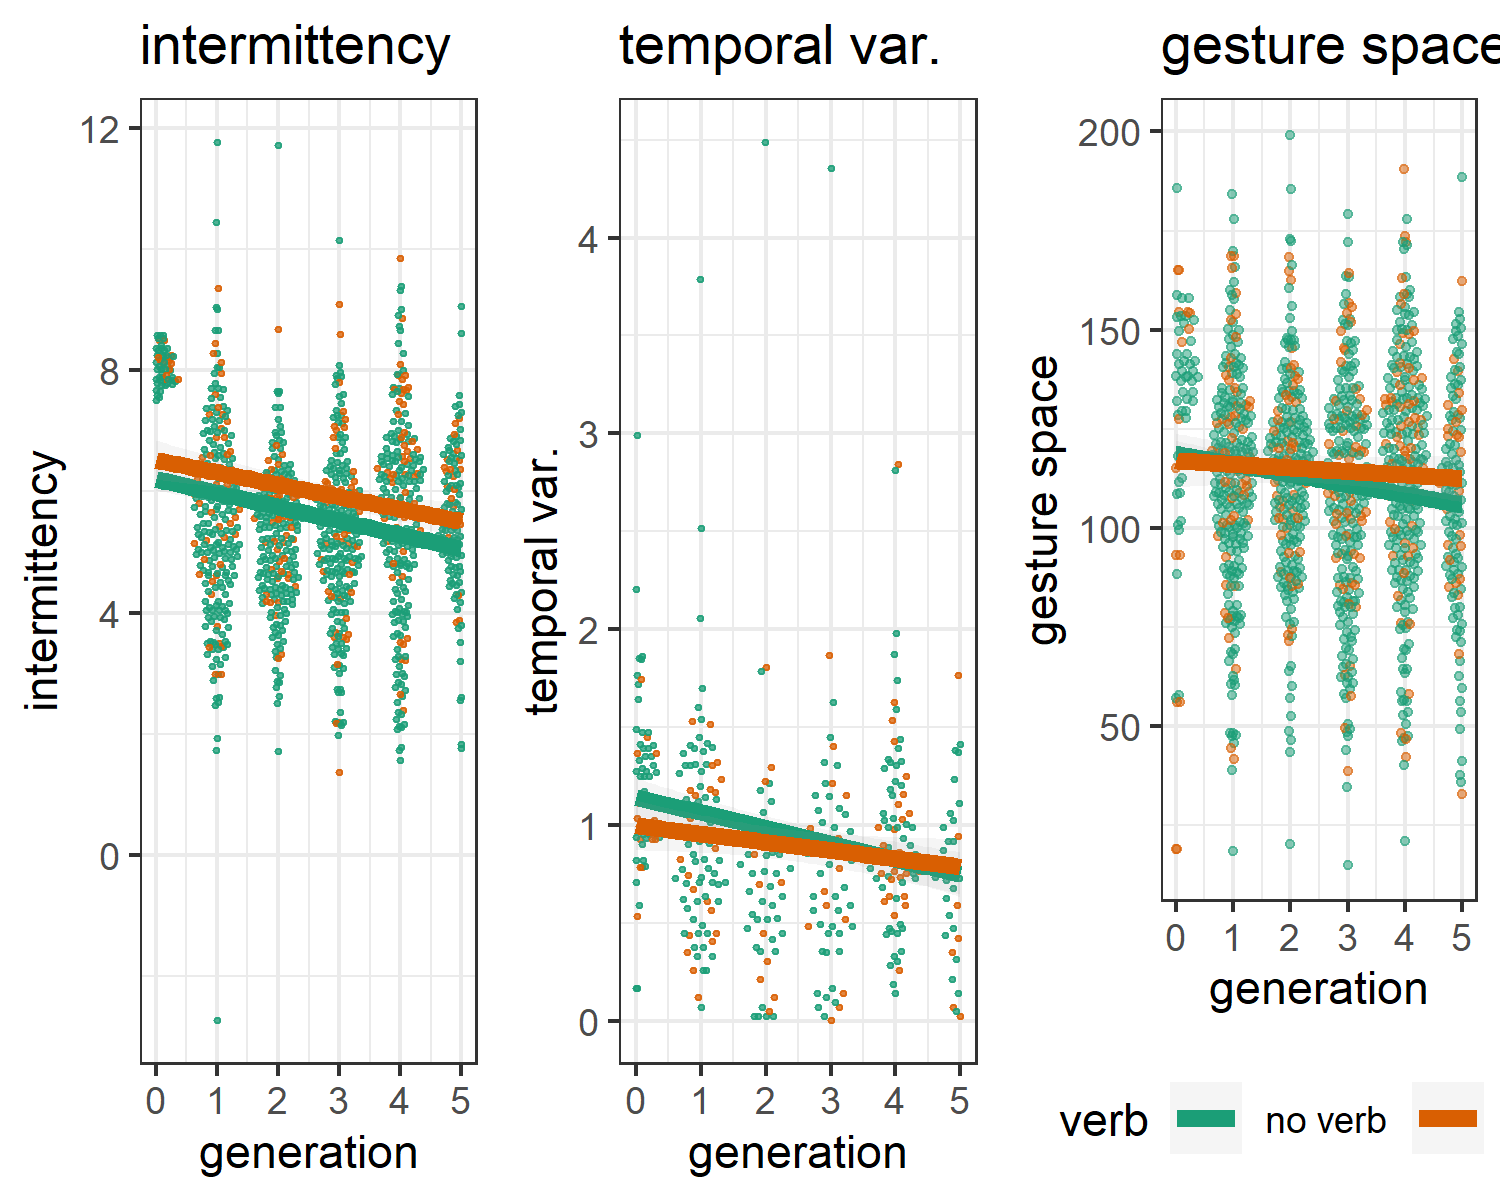 intermittency
temporal var.
gesture space
12
8
4
0
intermittency
0 1 2 3 4 5
generation
4
3
2
1
0
temporal var.
0 1 2 3 4 5
generation
200
150
100
50
gesture space
0 1 2 3 4 5
generation
verb no verb